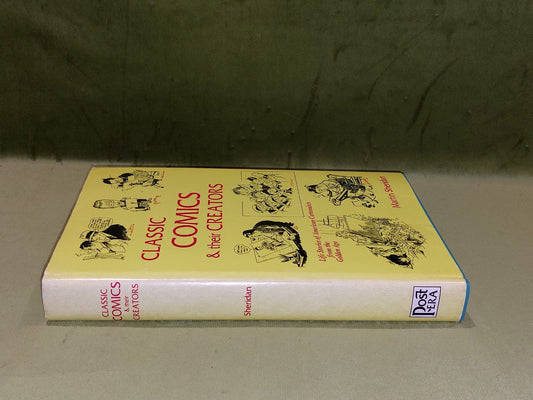 CLASSIC
COMICS
& their CREATORS
Life Stories of American Cartoonists
from the
Golden Age
Martin Sheridan
CLASSIC
COMICS
& their
CREATORS
Sheridan
Post
ERA